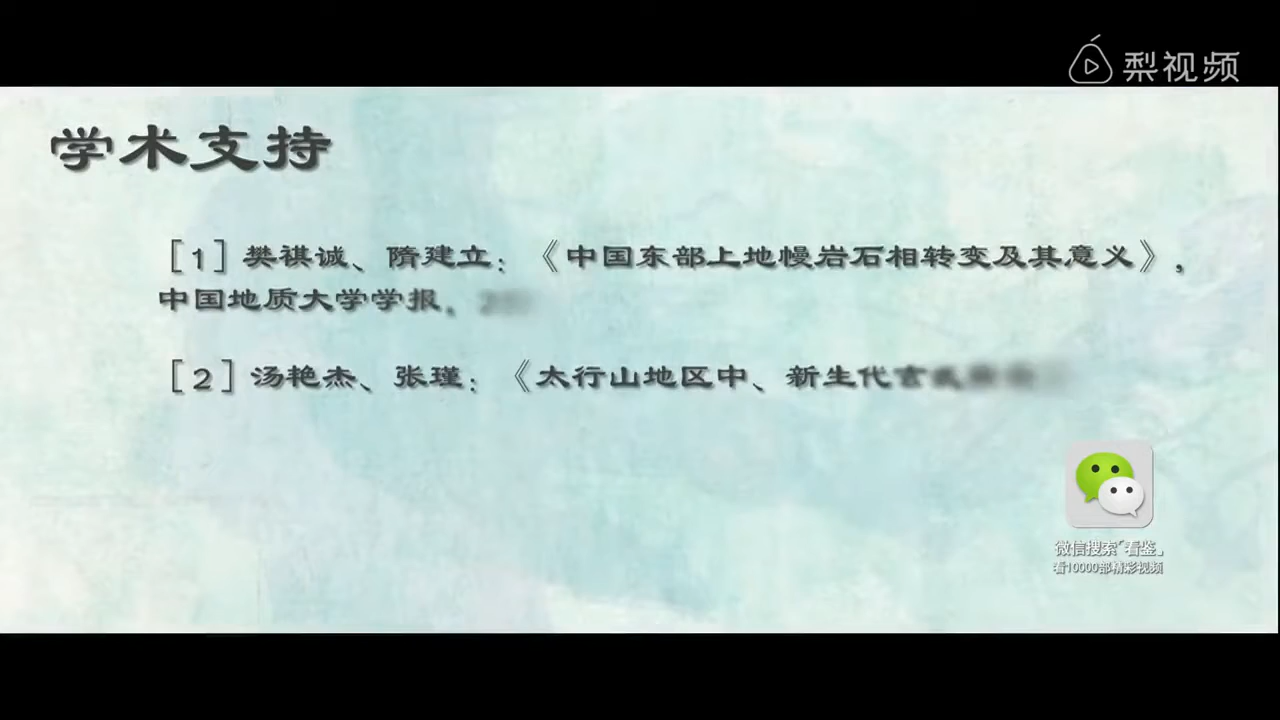 梨视频
学术支持
[1]樊祺诚、隋建立：《中国东部上地幔岩石相转变及其意义》，
中国地质大学学报，
[2]汤艳杰、张瑾：《太行山地区中、新生代玄武
微信搜索「看鉴」
看10000部精彩视频